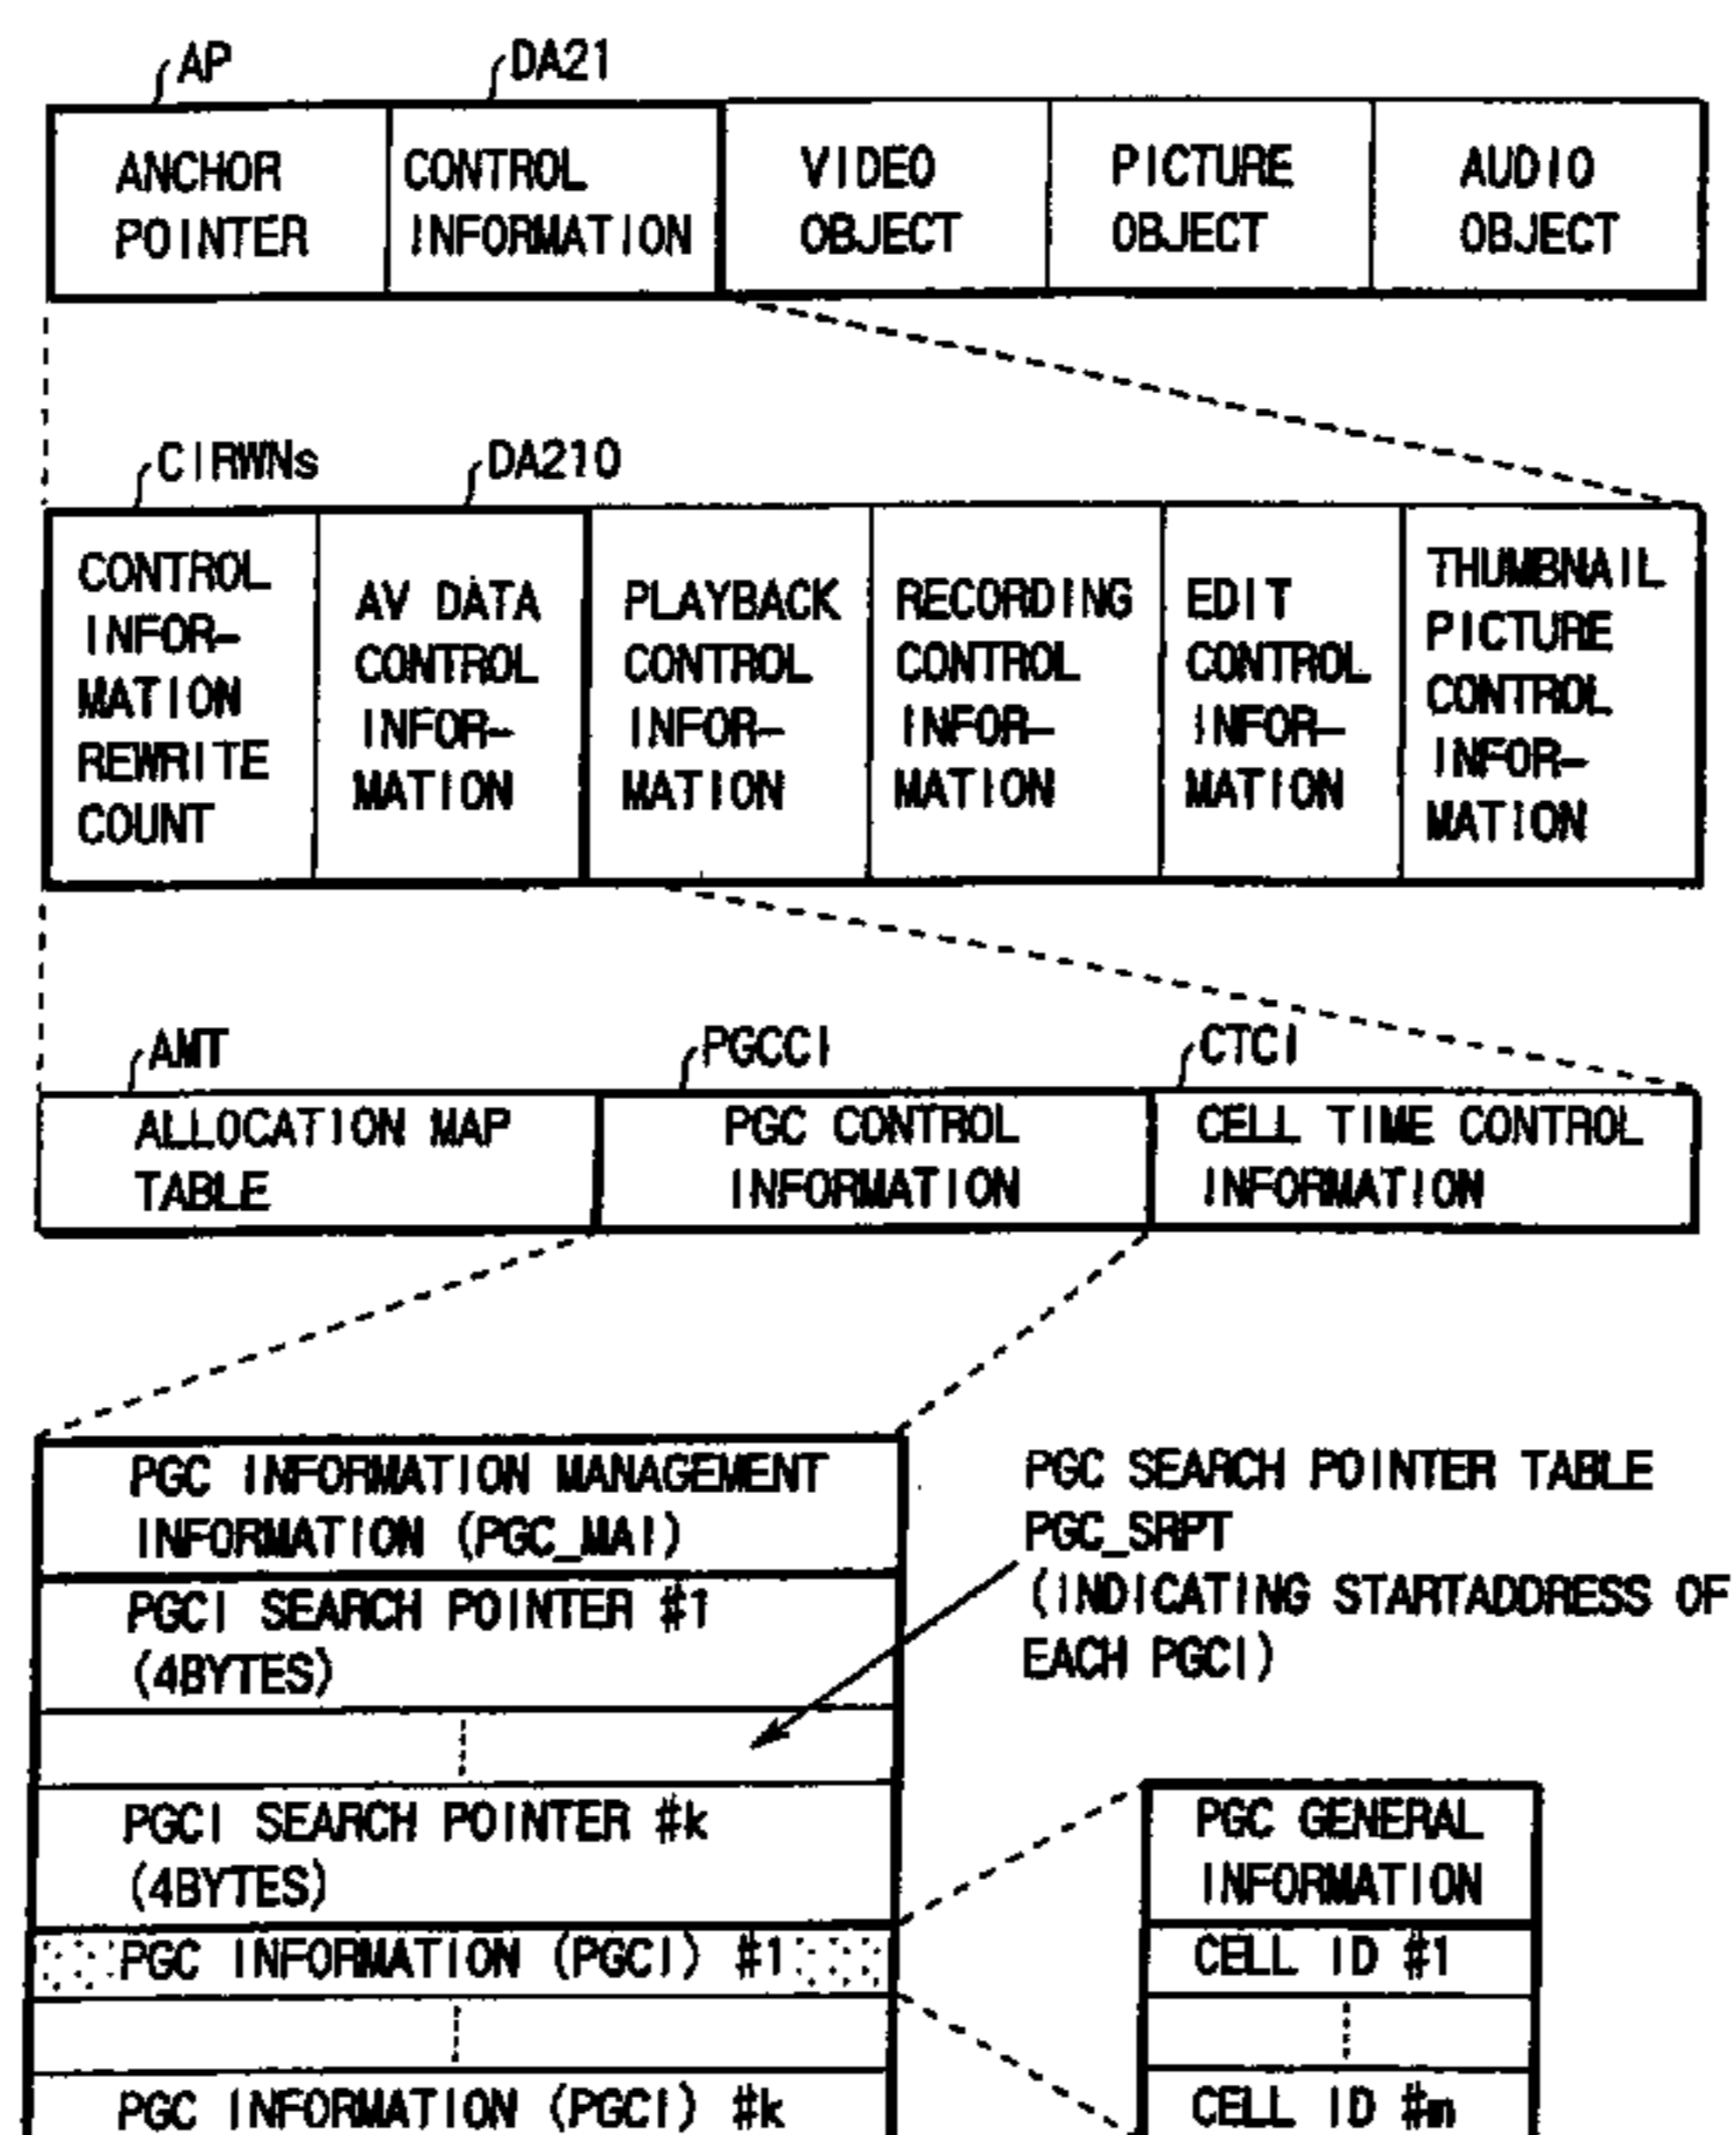 AP
DA21
ANCHOR
POINTER
CONTROL
INFORMATION
VIDEO
OBJECT
PICTURE
OBJECT
AUDIO
OBJECT
CIRWNs
DA210
CONTROL
INFOR-
MATION
REWRITE
COUNT
AV DATA
CONTROL
INFOR-
MATION
PLAYBACK
CONTROL
INFOR-
MATION
RECORDING
CONTROL
INFOR-
MATION
EDIT
CONTROL
INFOR-
MATION
THUMBNAIL
PICTURE
CONTROL
INFOR-
MATION
AMT
PGCCI
CTCI
ALLOCATION MAP
TABLE
PGC CONTROL
INFORMATION
CELL TIME CONTROL
INFORMATION
PGC INFORMATION MANAGEMENT
INFORMATION (PGC_MAI)
PGCI SEARCH POINTER #1
(4BYTES)
PGCI SEARCH POINTER #k
(4BYTES)
PGC INFORMATION (PGCI) #1
PGC INFORMATION (PGCI) #k
PGC SEARCH POINTER TABLE
PGC_SRPT
(INDICATING STARTADDRESS OF
EACH PGCI)
PGC GENERAL
INFORMATION
CELL ID #1
CELL ID #m